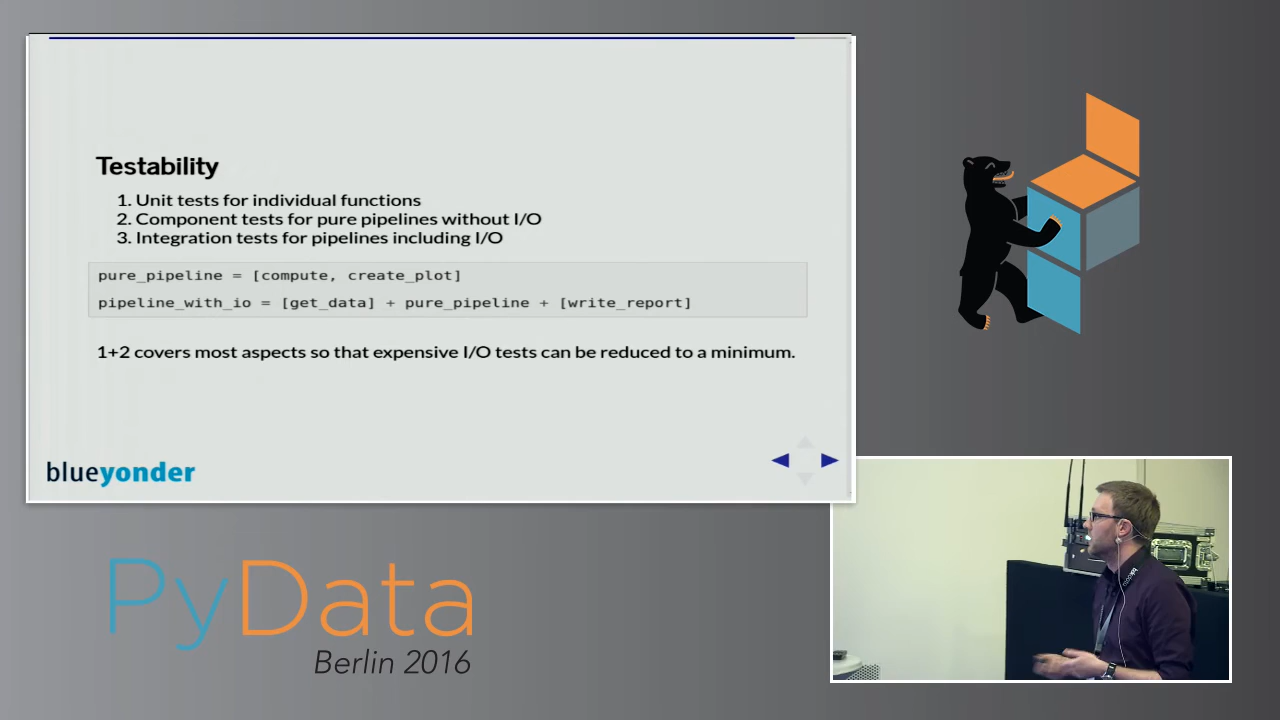 Testability
1. Unit tests for individual functions
2. Component tests for pure pipelines without I/O
3. Integration tests for pipelines including I/O
pure_pipeline = [compute, create_plot]
pipeline_with_io = [get_data] + pure_pipeline + [write_report]
1+2 covers most aspects so that expensive I/O tests can be reduced to a minimum.
blueyonder
PyData
Berlin 2016